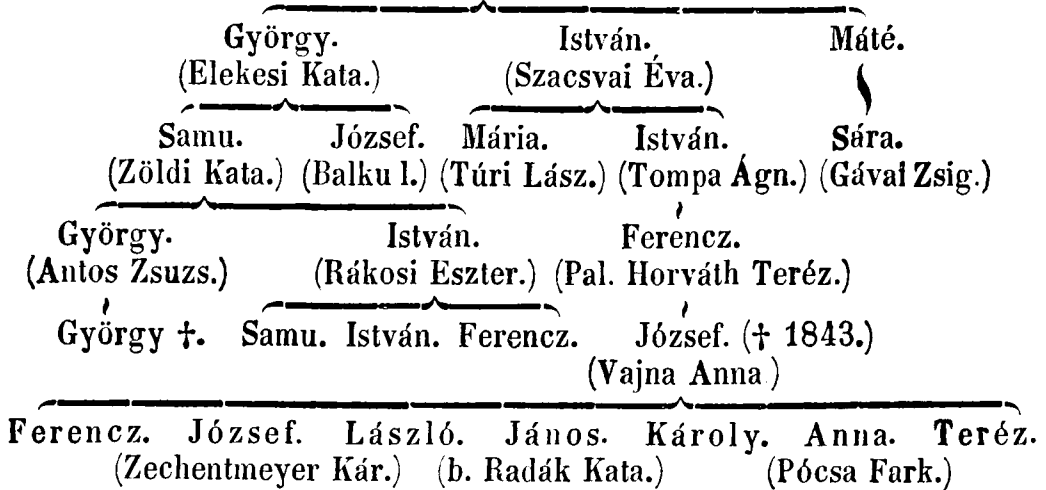 György. István. Máté.
(Elekesi Kata.) (Szacsvai Éva.)
Samu. József. Mária. István. Sára.
(Zöldi Kata.) (Balku l.) (Túri Lász.) (Tompa Ágn.) (Gávai Zsig.)
György. István. Ferencz.
(Antos Zsuzs.) (Rákosi Eszter.) (Pal. Horváth Teréz.)
György †. Samu. István. Ferencz. József. († 1843.)
(Vajna Anna)
Ferencz. József. László. János. Károly. Anna. Teréz.
(Zechentmeyer Kár.) (b. Radák Kata.) (Pócsa Fark.)